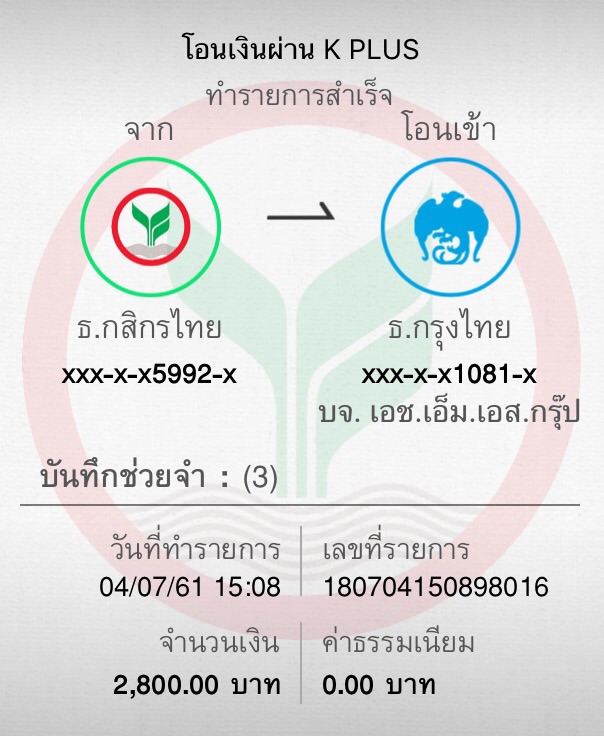 โอนเงินผ่าน K PLUS
ทำรายการสำเร็จ
จาก
โอนเข้า
ธ.กสิกรไทย
ธ.กรุงไทย
xxx-x-x5992-x
xxx-x-x1081-x
บจ. เอช.เอ็ม.เอส.กรุ๊ป
บันทึกช่วยจำ : (3)
วันที่ทำรายการ
เลขที่รายการ
04/07/61 15:08
180704150898016
จำนวนเงิน
ค่าธรรมเนียม
2,800.00 บาท
0.00 บาท